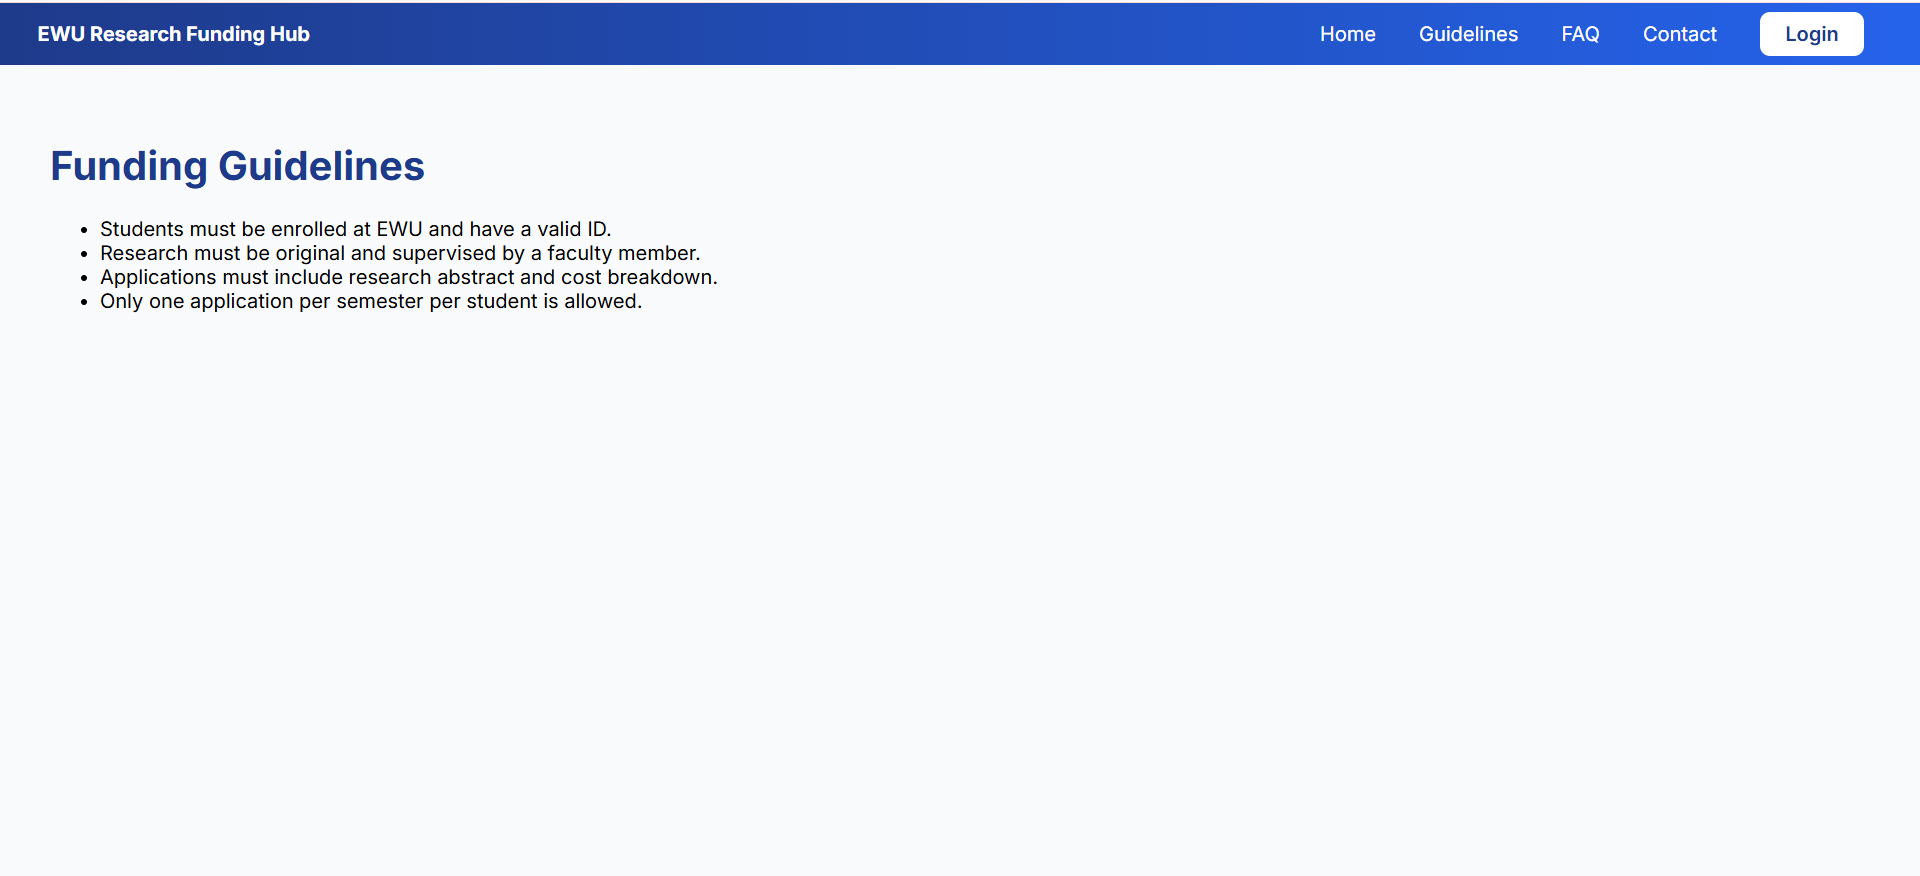 EWU Research Funding Hub
Home
Guidelines
FAQ
Contact
Login
Funding Guidelines
• Students must be enrolled at EWU and have a valid ID.
• Research must be original and supervised by a faculty member.
• Applications must include research abstract and cost breakdown.
• Only one application per semester per student is allowed.